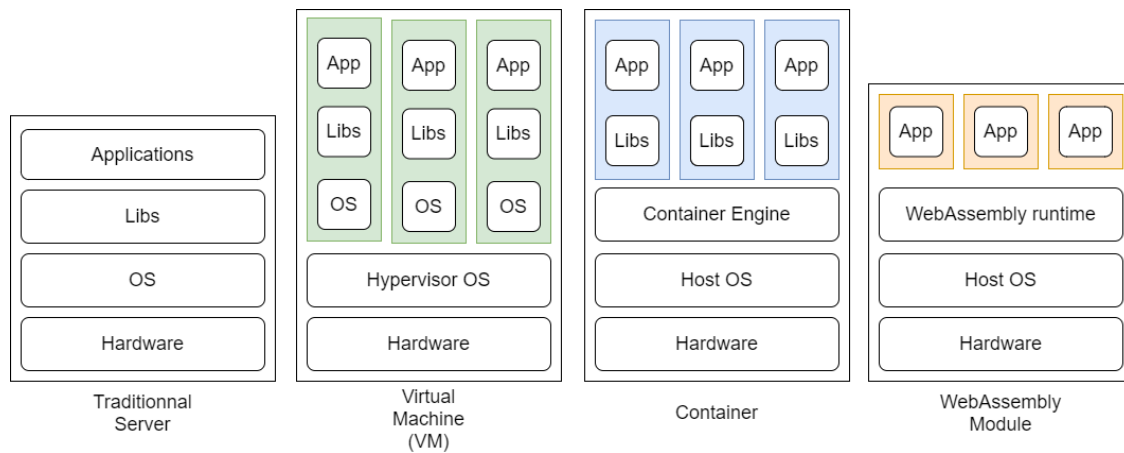 Applications
Libs
OS
Hardware
Traditionnal
Server
App App App
Libs Libs Libs
OS OS OS
Hypervisor OS
Hardware
Virtual
Machine
(VM)
App App App
Libs Libs Libs
Container Engine
Host OS
Hardware
Container
App App App
WebAssembly runtime
Host OS
Hardware
WebAssembly
Module